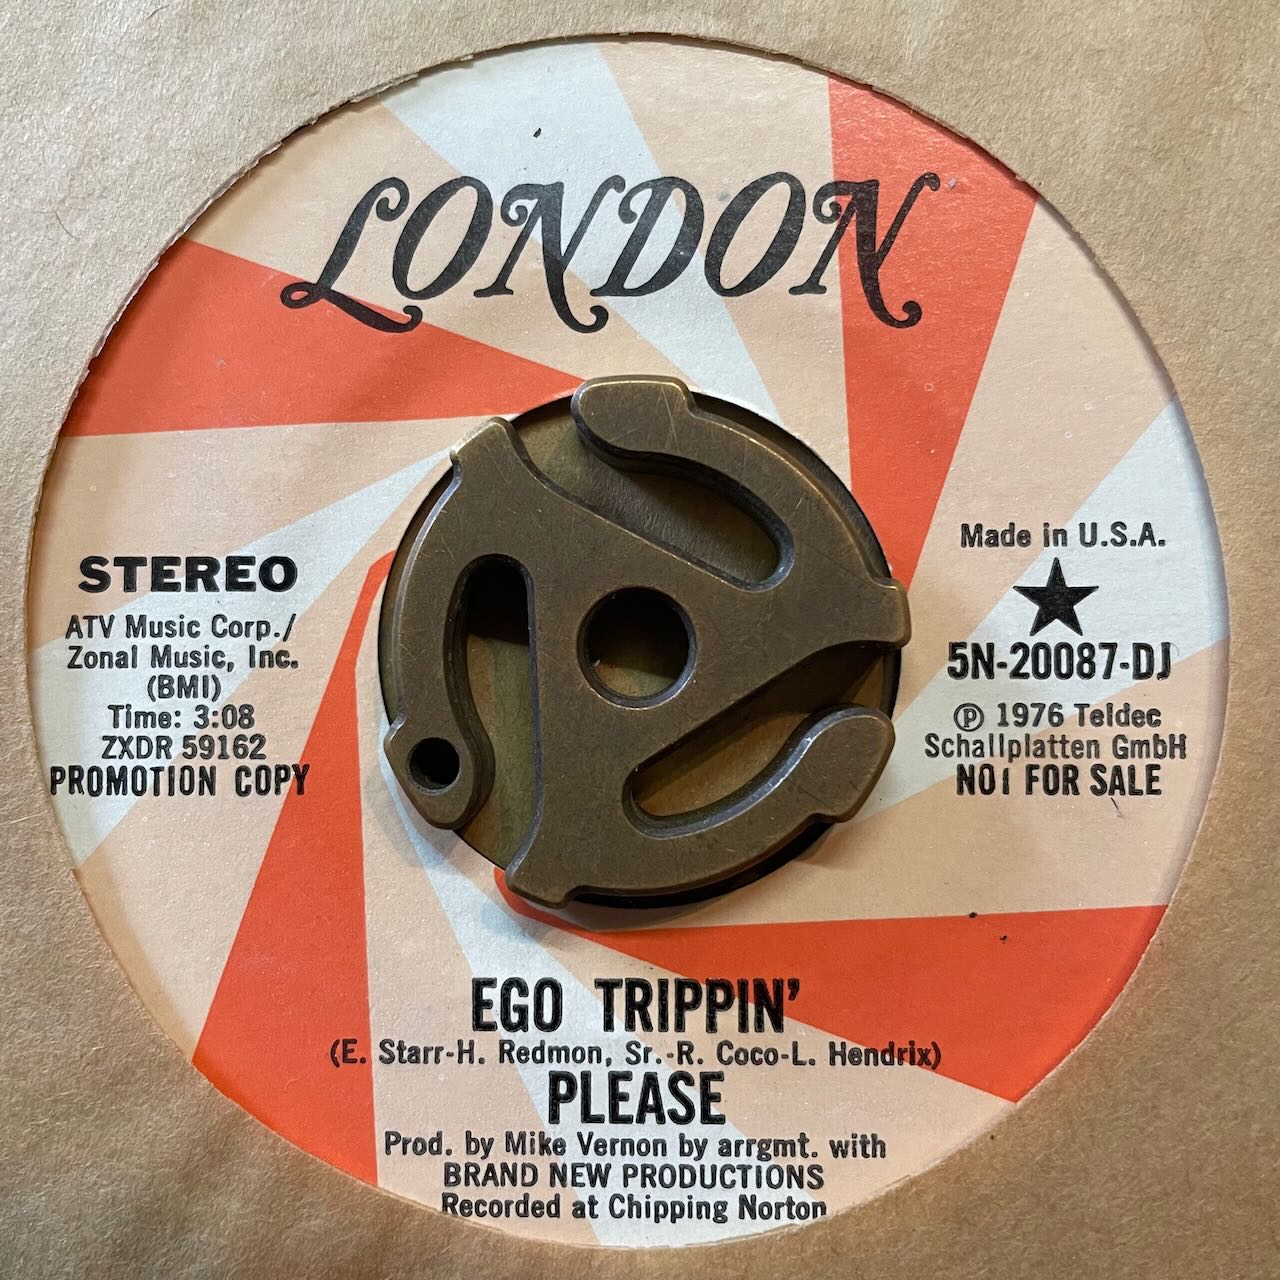 LONDON
STEREO
ATV Music Corp./
Zonal Music, Inc.
(BMI)
Time: 3:08
ZXDR 59162
PROMOTION COPY
Made in U.S.A.
5N-20087-DJ
℗ 1976 Teldec
Schallplatten GmbH
NOT FOR SALE
EGO TRIPPIN'
(E. Starr-H. Redmon, Sr.-R. Coco-L. Hendrix)
PLEASE
Prod. by Mike Vernon by arrgmt. with
BRAND NEW PRODUCTIONS
Recorded at Chipping Norton